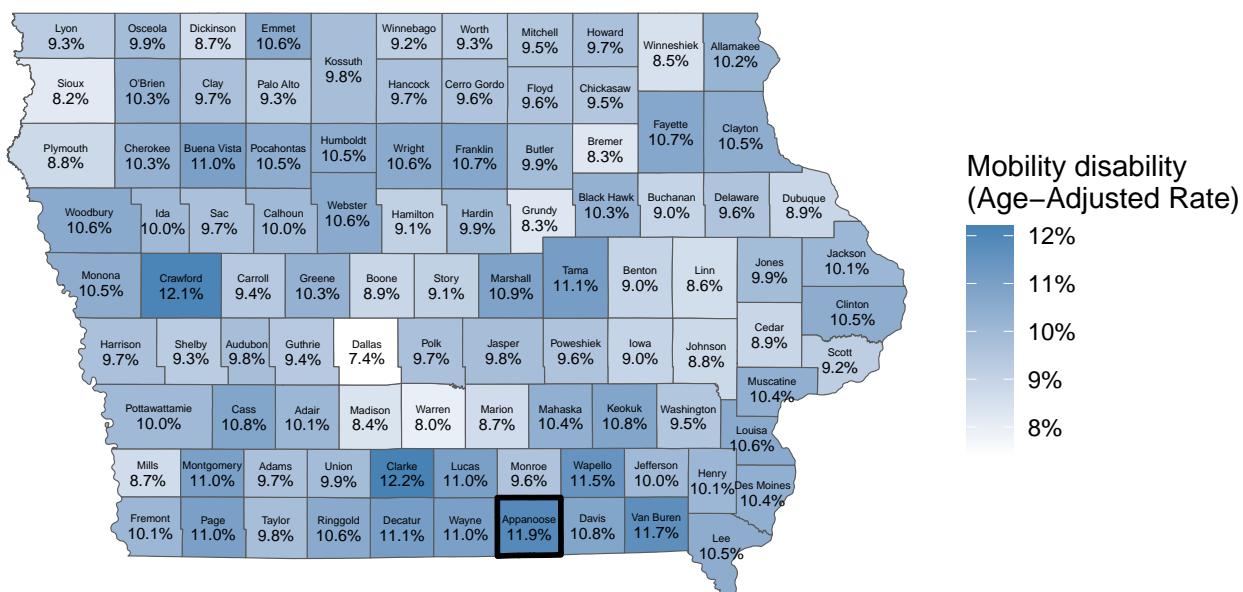 Lyon
9.3%
Osceola
9.9%
Dickinson
8.7%
Emmet
10.6%
Kossuth
9.8%
Winnebago
9.2%
Worth
9.3%
Mitchell
9.5%
Howard
9.7%
Winneshiek
8.5%
Allamakee
10.2%
Sioux
8.2%
O'Brien
10.3%
Clay
9.7%
Palo Alto
9.3%
Hancock
9.7%
Cerro Gordo
9.6%
Floyd
9.6%
Chickasaw
9.5%
Fayette
10.7%
Clayton
10.5%
Plymouth
8.8%
Cherokee
10.3%
Buena Vista
11.0%
Pocahontas
10.5%
Humboldt
10.5%
Wright
10.6%
Franklin
10.7%
Butler
9.9%
Bremer
8.3%
Woodbury
10.6%
Ida
10.0%
Sac
9.7%
Calhoun
10.0%
Webster
10.6%
Hamilton
9.1%
Hardin
9.9%
Grundy
8.3%
Black Hawk
10.3%
Buchanan
9.0%
Delaware
9.6%
Dubuque
8.9%
Monona
10.5%
Crawford
12.1%
Carroll
9.4%
Greene
10.3%
Boone
8.9%
Story
9.1%
Marshall
10.9%
Tama
11.1%
Benton
9.0%
Linn
8.6%
Jones
9.9%
Jackson
10.1%
Clinton
10.5%
Harrison
9.7%
Shelby
9.3%
Audubon
9.8%
Guthrie
9.4%
Dallas
7.4%
Polk
9.7%
Jasper
9.8%
Poweshiek
9.6%
Iowa
9.0%
Johnson
8.8%
Cedar
8.9%
Scott
9.2%
Muscatine
10.4%
Pottawattamie
10.0%
Cass
10.8%
Adair
10.1%
Madison
8.4%
Warren
8.0%
Marion
8.7%
Mahaska
10.4%
Keokuk
10.8%
Washington
9.5%
Louisa
10.6%
Mills
8.7%
Montgomery
11.0%
Adams
9.7%
Union
9.9%
Clarke
12.2%
Lucas
11.0%
Monroe
9.6%
Wapello
11.5%
Jefferson
10.0%
Henry
10.1%
Des Moines
10.4%
Fremont
10.1%
Page
11.0%
Taylor
9.8%
Ringgold
10.6%
Decatur
11.1%
Wayne
11.0%
Appanoose
11.9%
Davis
10.8%
Van Buren
11.7%
Lee
10.5%
Mobility disability
(Age−Adjusted Rate)
12%
11%
10%
9%
8%